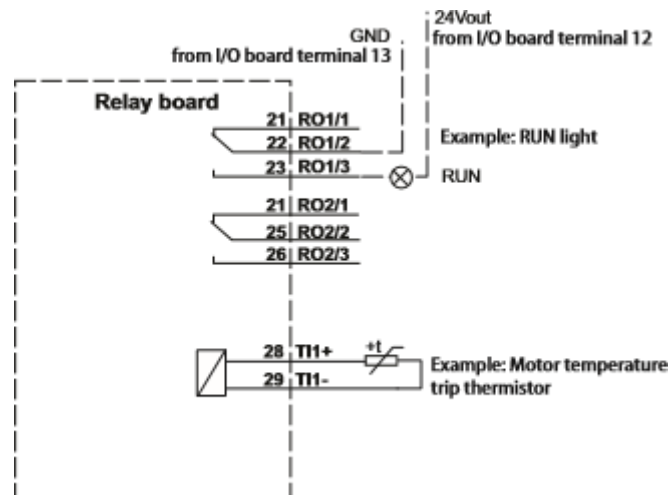 24Vout
GND
from I/O board terminal 12
from I/O board terminal 13
Relay board
21 RO1/1
22 RO1/2
Example: RUN light
23 RO1/3
RUN
21 RO2/1
25 RO2/2
26 RO2/3
28 TI1+
+t
Example: Motor temperature
29 TI1-
trip thermistor